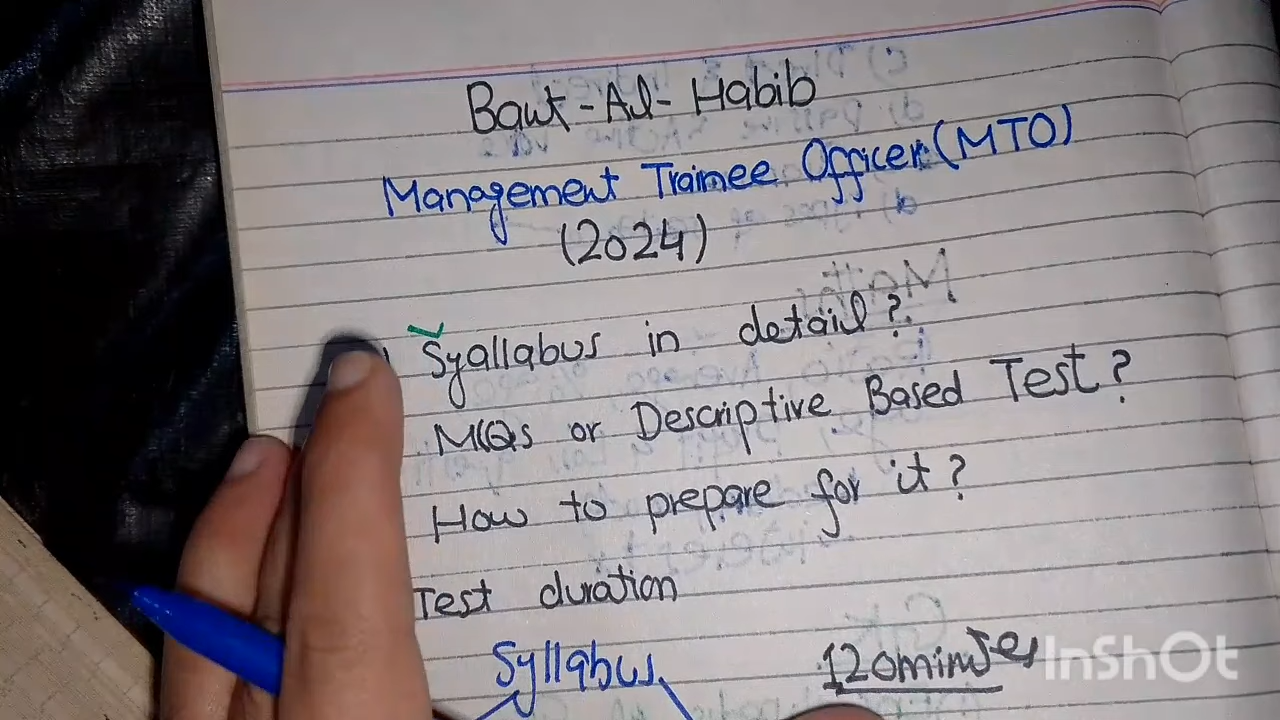 Bawt-Al-Habib
Management Trainee Officer (MTO)
(2024)
Syallabus in detail?
MCQs or Descriptive Based Test?
How to prepare for it?
Test duration
Syllabus
120minutes
InShOt